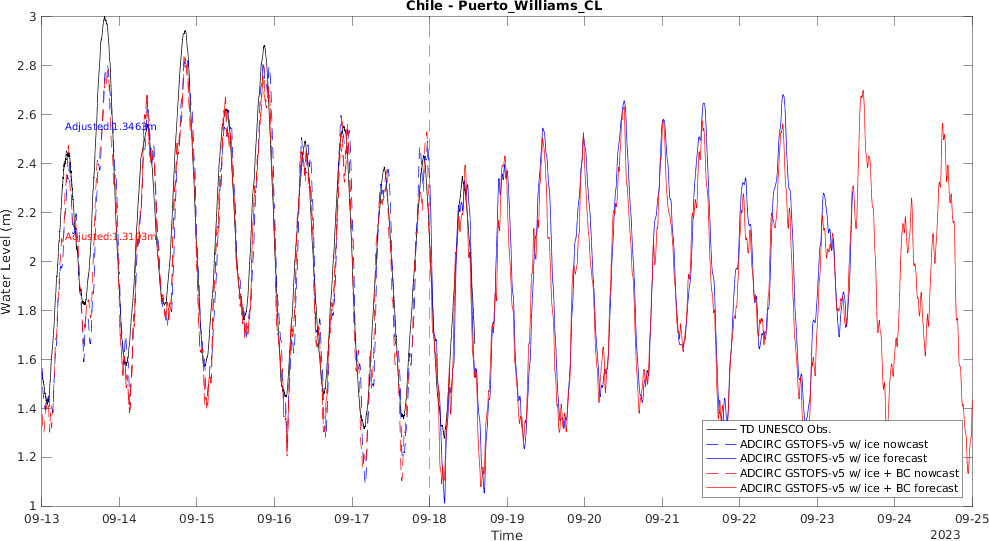 Chile - Puerto_Williams_CL
3
2.8
2.6
2.4
2.2
2
1.8
1.6
1.4
1.2
1
Water Level (m)
Adjusted:1.3463m
Adjusted:1.3103m
TD UNESCO Obs.
ADCIRC GSTOFS-v5 w/ ice nowcast
ADCIRC GSTOFS-v5 w/ ice forecast
ADCIRC GSTOFS-v5 w/ ice + BC nowcast
ADCIRC GSTOFS-v5 w/ ice + BC forecast
09-13 09-14 09-15 09-16 09-17 09-18 09-19 09-20 09-21 09-22 09-23 09-24 09-25
Time
2023